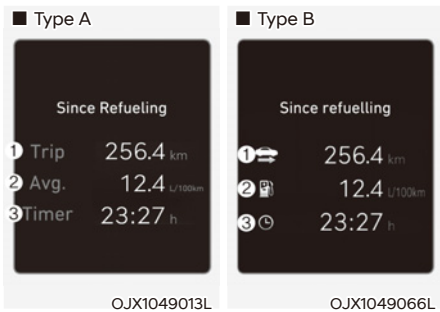 ■ Type A
Since Refueling
1 Trip 256.4 km
2 Avg. 12.4 L/100km
3 Timer 23:27 h
OJX1049013L
■ Type B
Since refuelling
1 256.4 km
2 12.4 L/100km
3 23:27 h
OJX1049066L